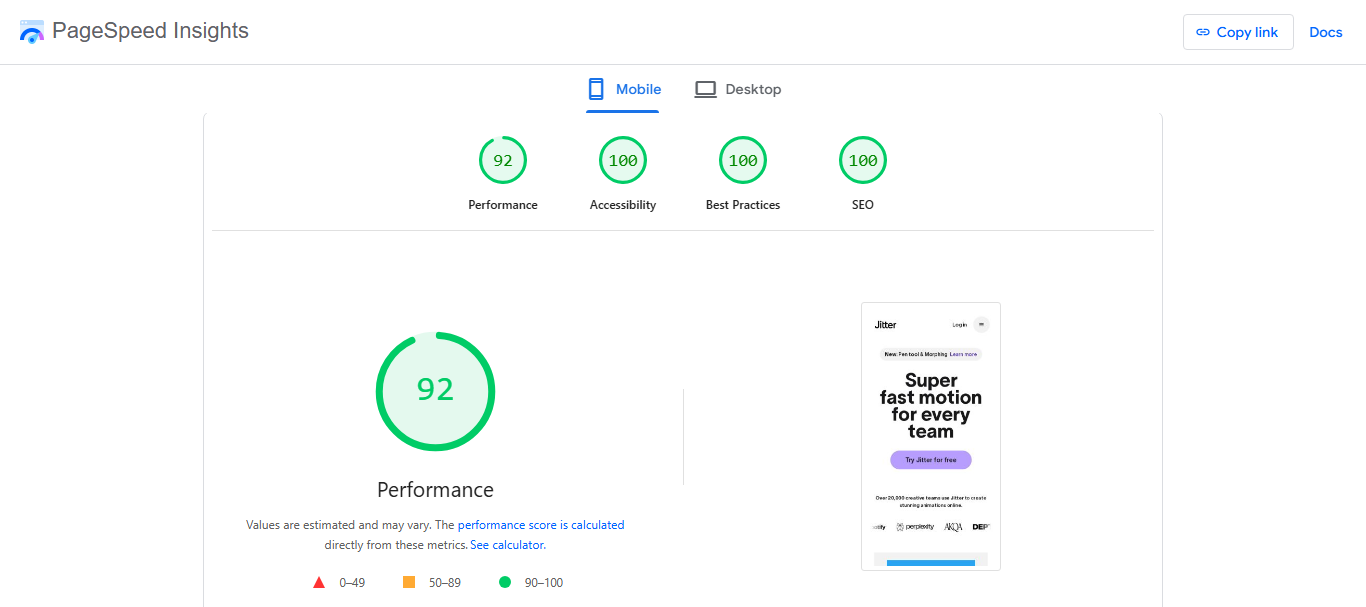 PageSpeed Insights
Copy link
Docs
Mobile
Desktop
92
100
100
100
Performance
Accessibility
Best Practices
SEO
92
Performance
Values are estimated and may vary. The performance score is calculated
directly from these metrics. See calculator.
0–49
50–89
90–100
Jitter
Log in
New: Pen tool & Morphing Learn more
Super
fast motion
for every
team
Try Jitter for free
Over 20,000 creative teams use Jitter to create
stunning animations online.
perplexity
AKQA
DEPT